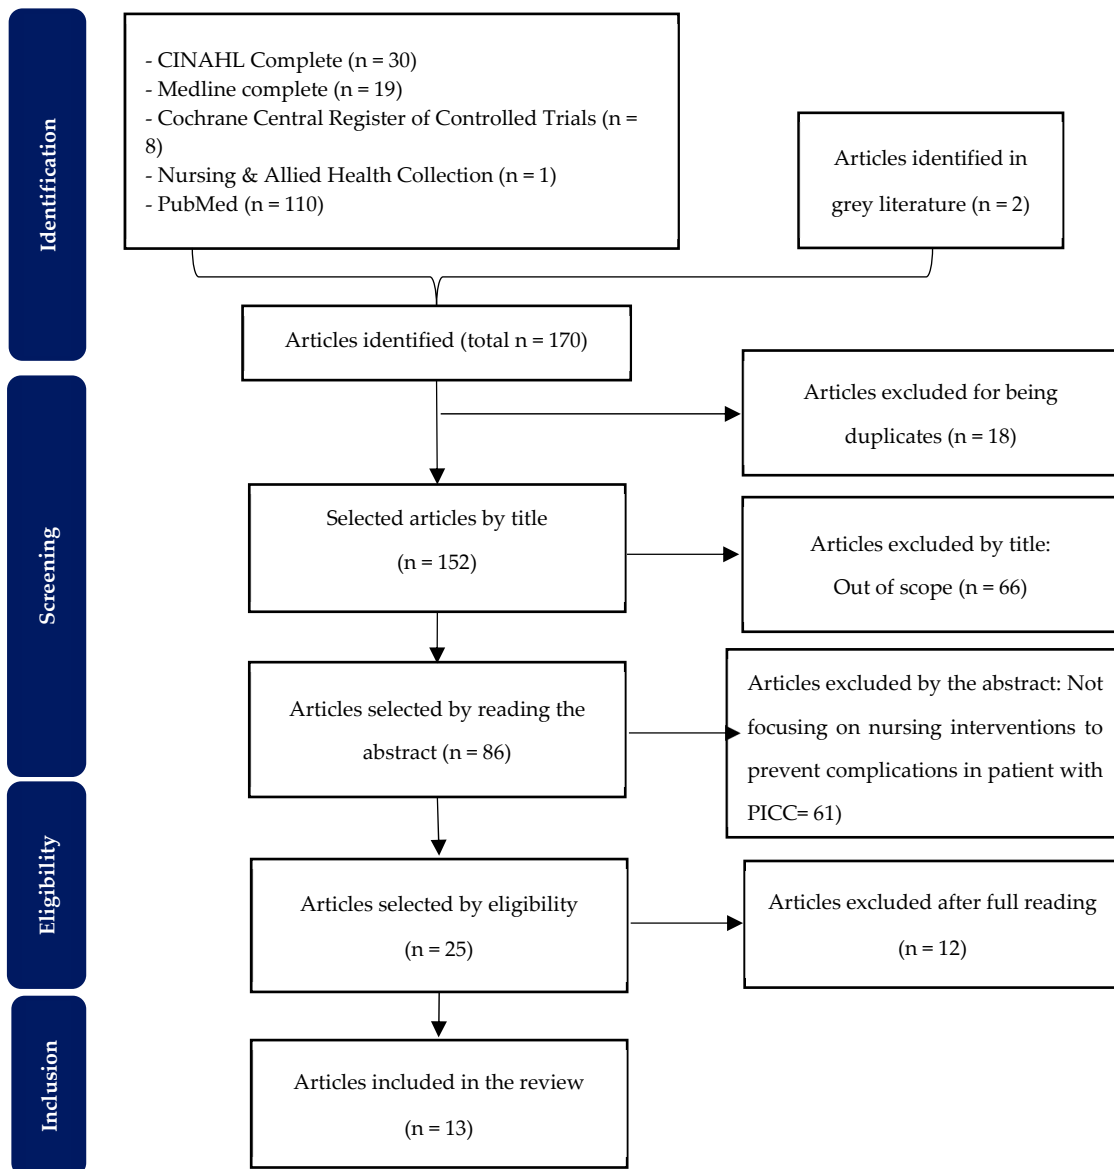 Identification
- CINAHL Complete (n = 30)
- Medline complete (n = 19)
- Cochrane Central Register of Controlled Trials (n =
8)
- Nursing & Allied Health Collection (n = 1)
- PubMed (n = 110)
Articles identified in
grey literature (n = 2)
Articles identified (total n = 170)
Screening
Articles excluded for being
duplicates (n = 18)
Selected articles by title
(n = 152)
Articles excluded by title:
Out of scope (n = 66)
Articles selected by reading the
abstract (n = 86)
Articles excluded by the abstract: Not
focusing on nursing interventions to
prevent complications in patient with
PICC= 61)
Eligibility
Articles selected by eligibility
(n = 25)
Articles excluded after full reading
(n = 12)
Inclusion
Articles included in the review
(n = 13)